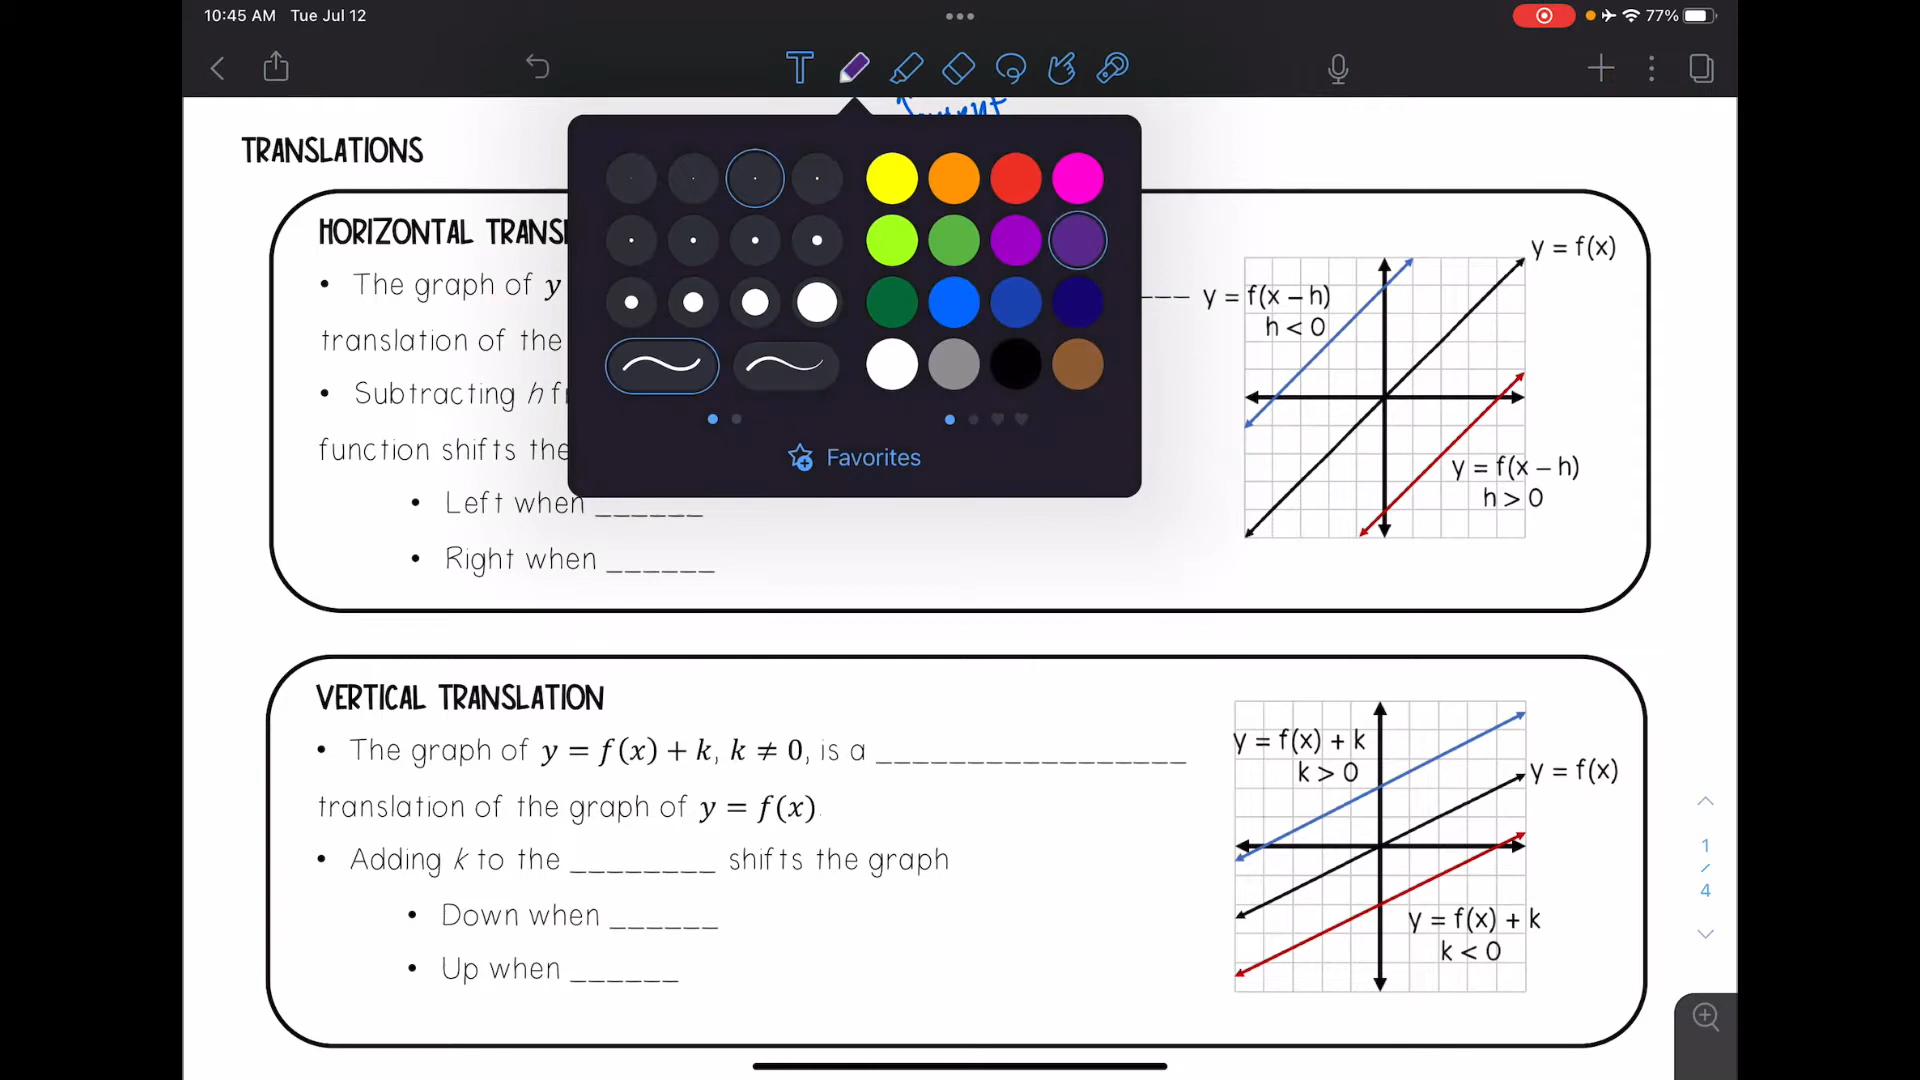 10:45 AM Tue Jul 12
77%
TRANSLATIONS
HORIZONTAL
The graph of y
translation of the
Subtracting h
function shifts the
• Left when ______
• Right when ______
y = f(x)
y = f(x – h)
h < 0
y = f(x – h)
h > 0
Favorites
VERTICAL TRANSLATION
• The graph of y = f(x) + k, k ≠ 0, is a _________________
translation of the graph of y = f(x).
• Adding k to the ________ shifts the graph
• Down when ______
• Up when ______
y = f(x) + k
k > 0
y = f(x)
y = f(x) + k
k < 0
1
/
4